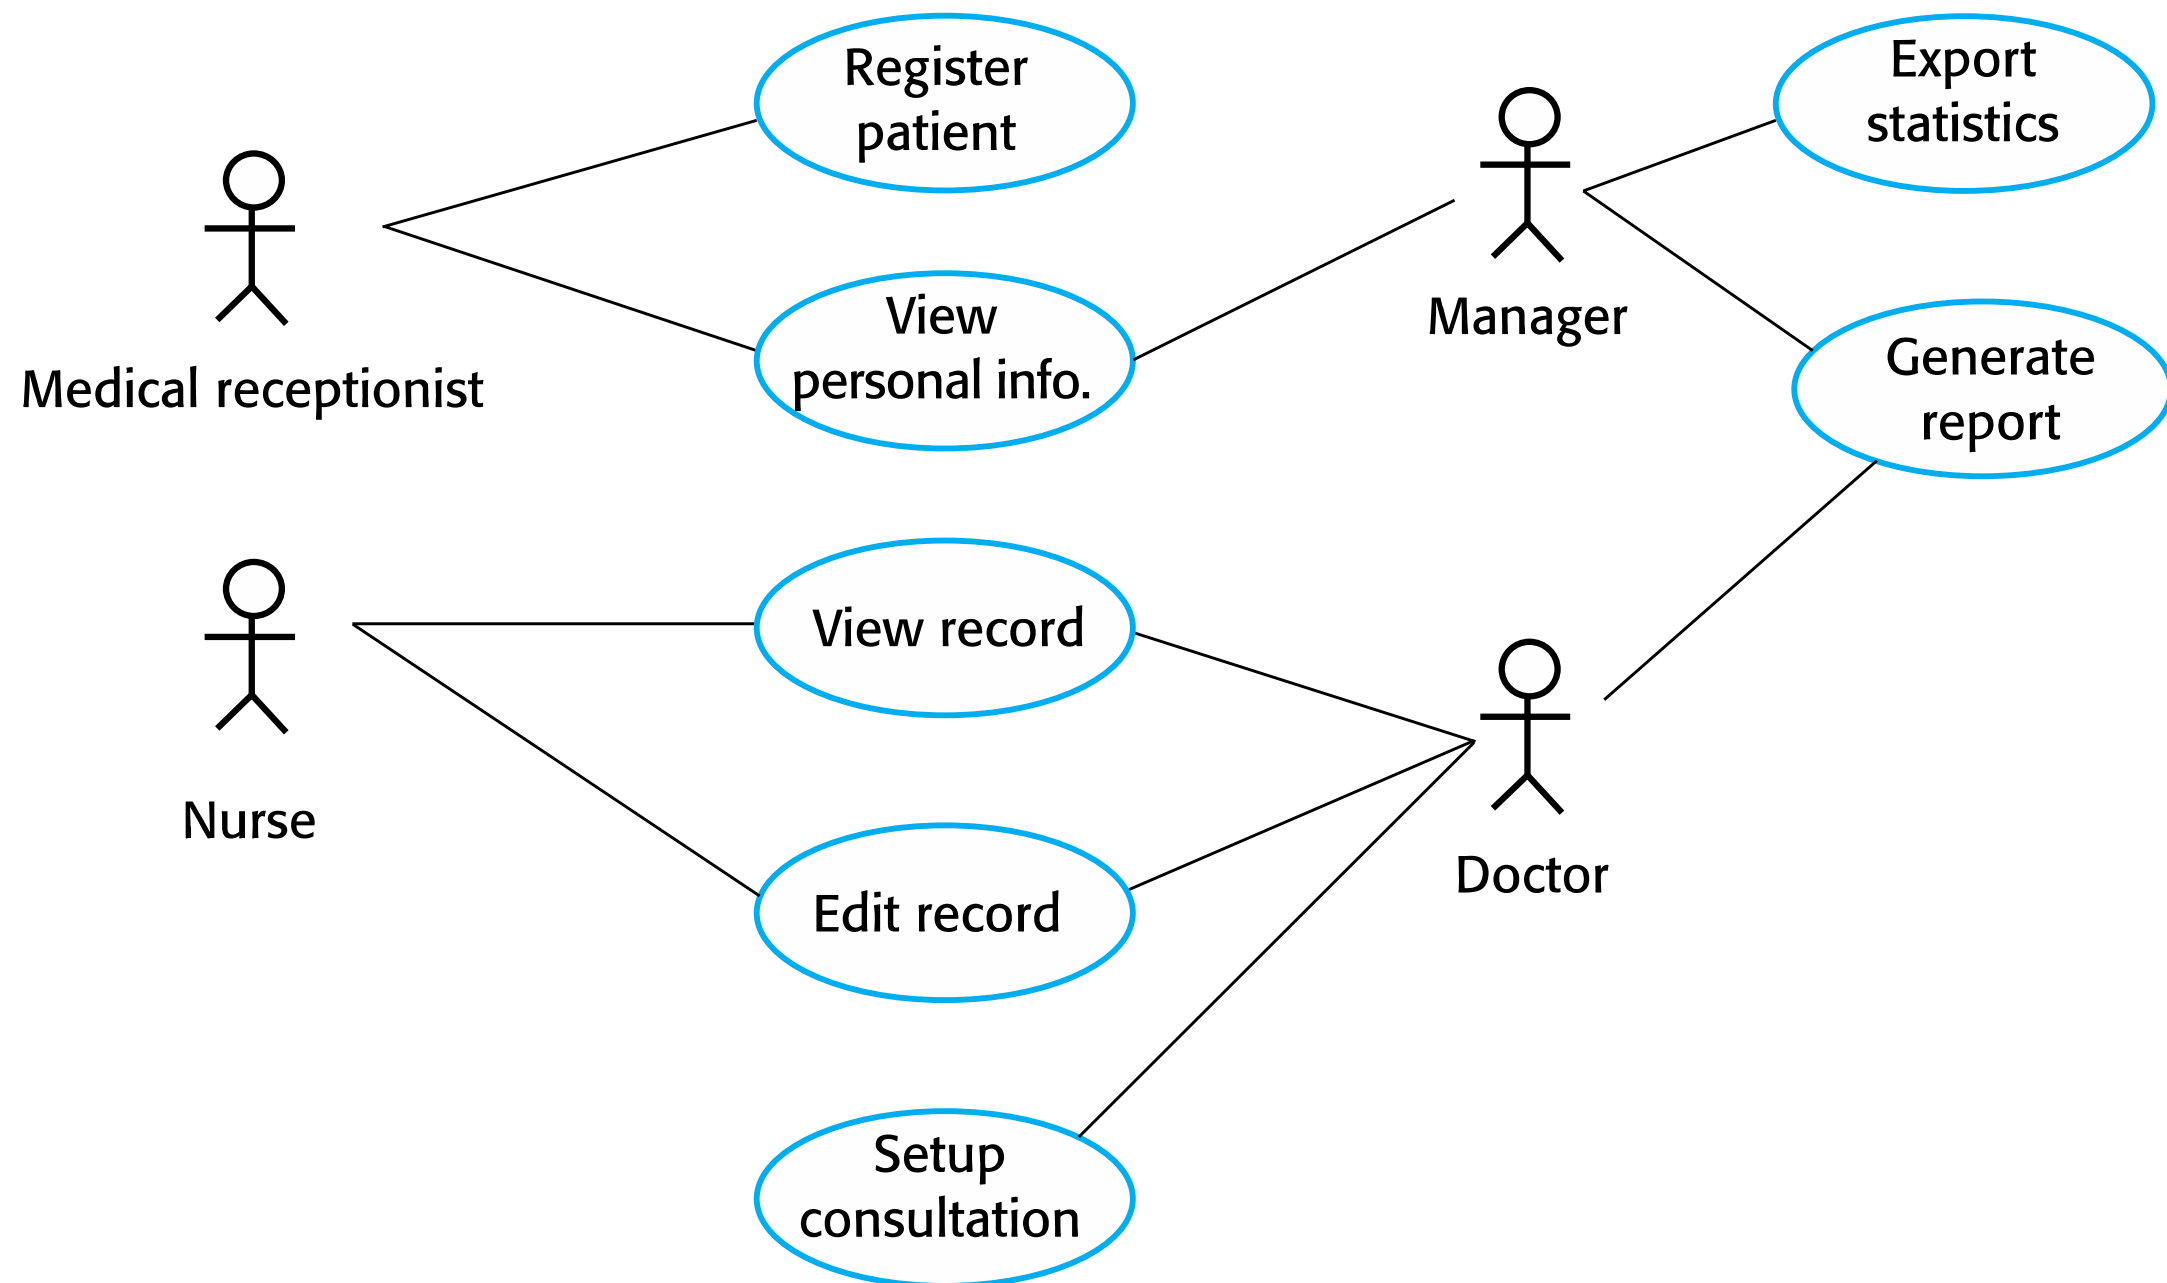 Register
patient
Export
statistics
Medical receptionist
View
personal info.
Manager
Generate
report
Nurse
View record
Doctor
Edit record
Setup
consultation